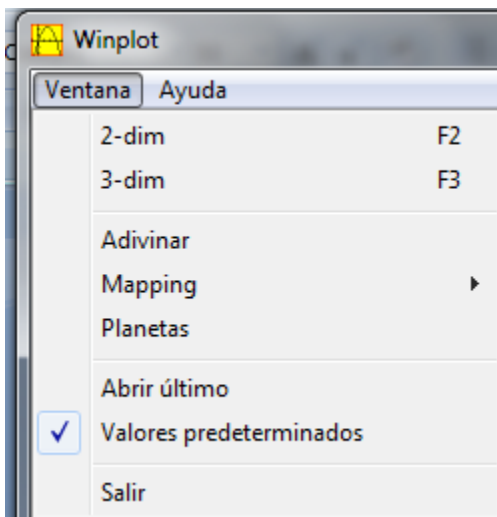 Winplot
Ventana Ayuda
2-dim F2
3-dim F3
Adivinar
Mapping
Planetas
Abrir último
Valores predeterminados
Salir